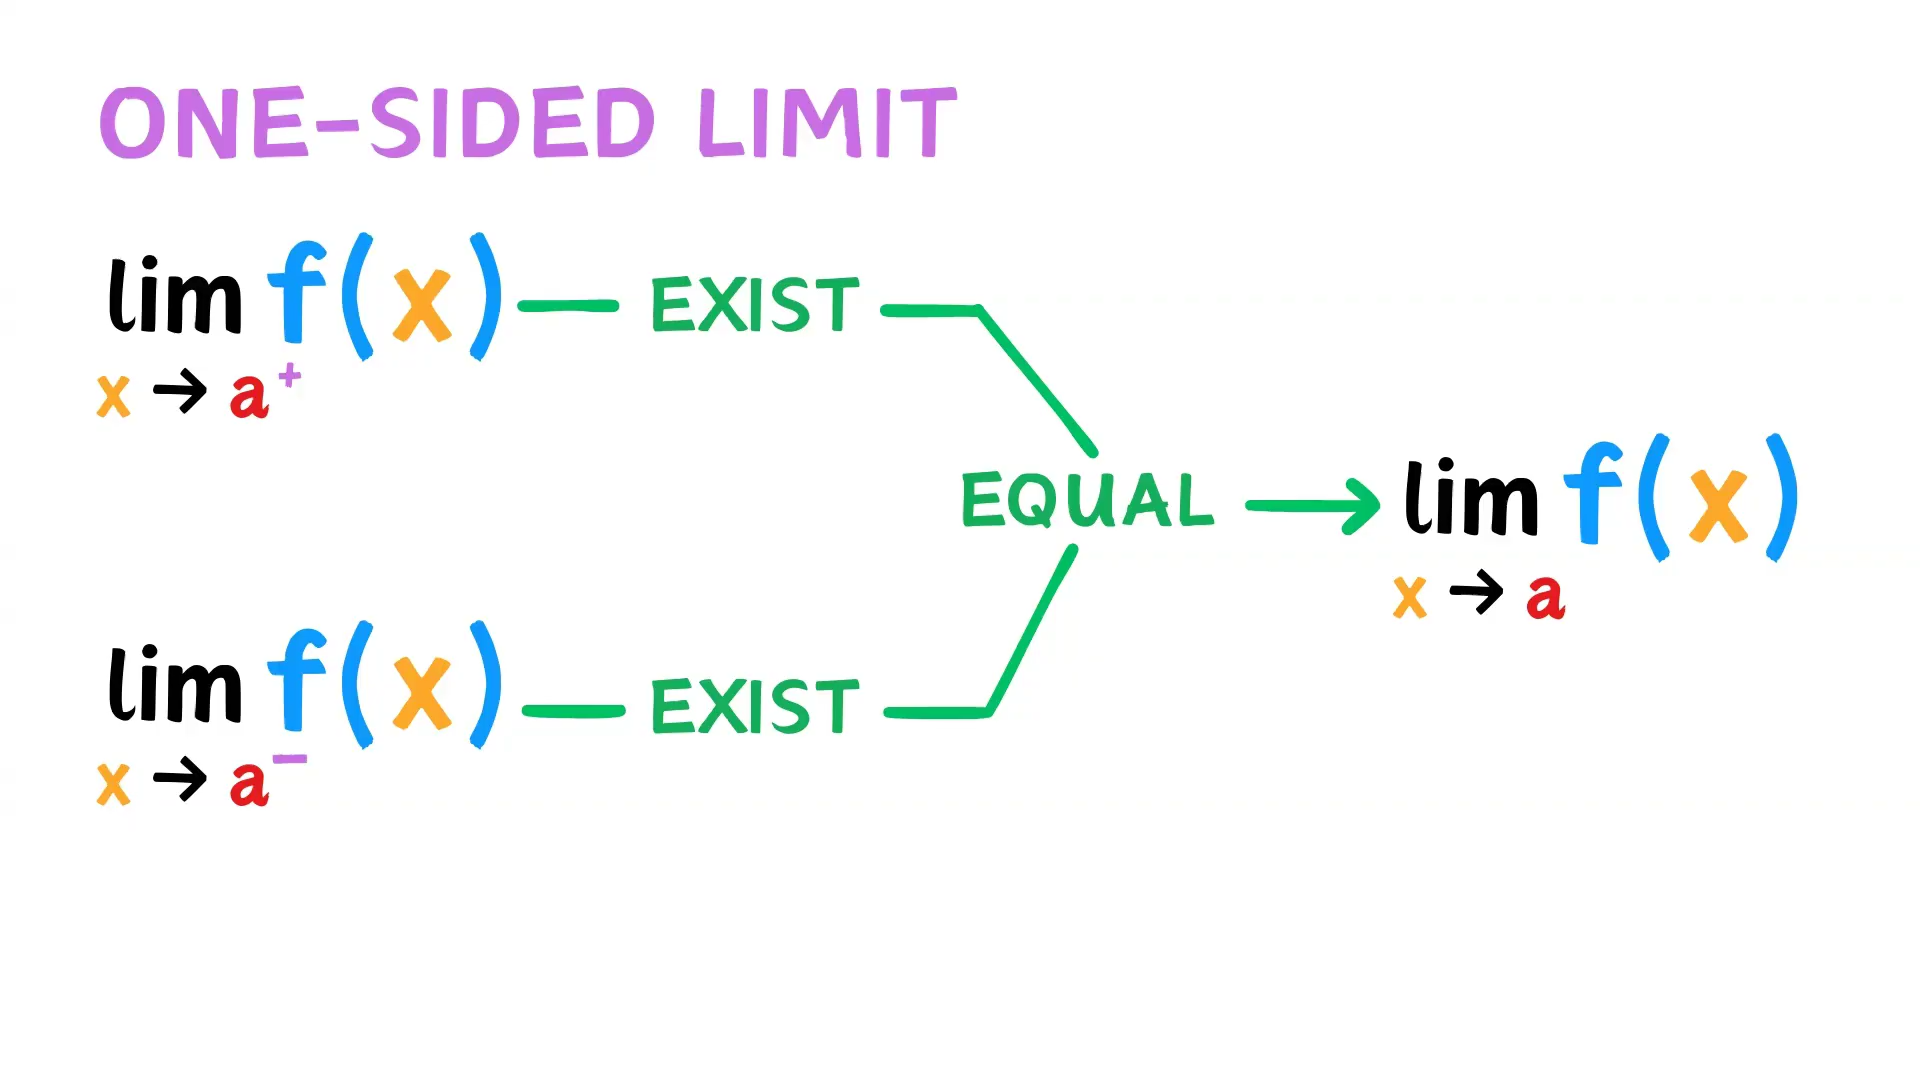 ONE-SIDED LIMIT
lim f(x) EXIST
x → a⁺
EQUAL → lim f(x)
x → a
lim f(x) EXIST
x → a⁻